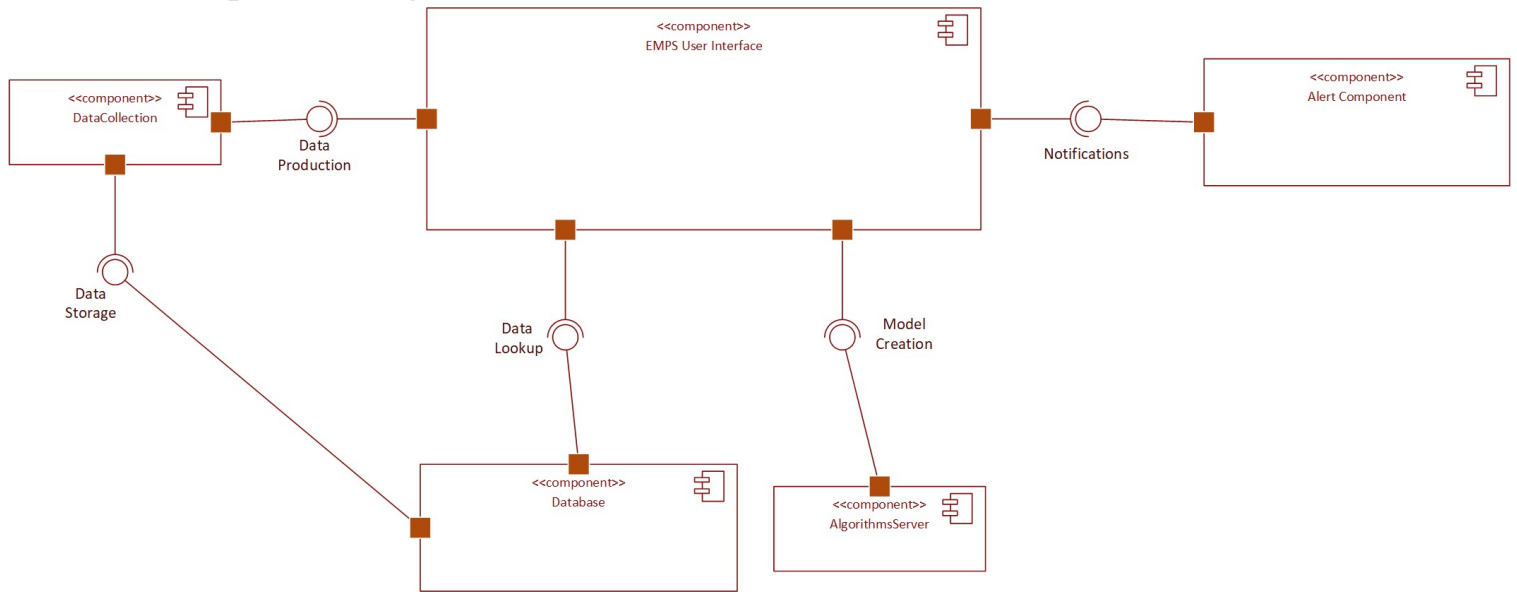 <<component>>
EMPS User Interface
<<component>>
DataCollection
<<component>>
Alert Component
Data
Production
Notifications
Data
Storage
Data
Lookup
Model
Creation
<<component>>
Database
<<component>>
AlgorithmsServer